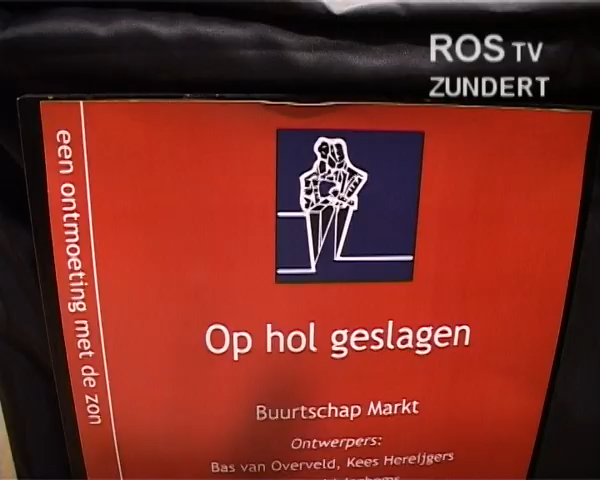 ROS TV
ZUNDERT
een ontmoeting met de zon
Op hol geslagen
Buurtschap Markt
Ontwerpers:
Bas van Overveld, Kees Hereijgers